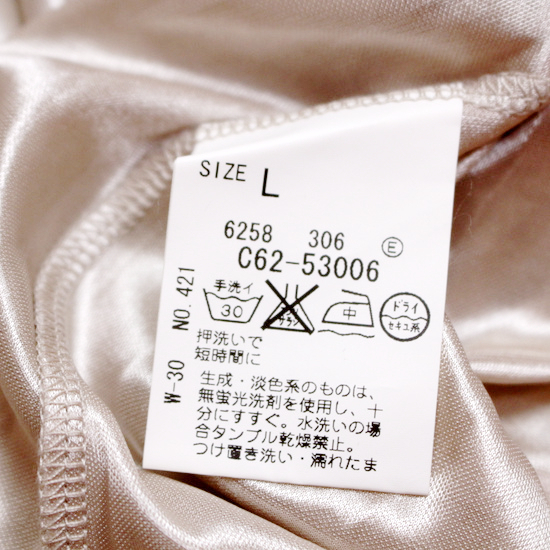 SIZE L
6258 306 E
C62-53006
手洗イ
30
サラシ
中
ドライ
セキユ系
押洗いで
短時間に
生成・淡色系のものは、
無蛍光洗剤を使用し、十
分にすすぐ。水洗いの場
合タンブル乾燥禁止。
つけ置き洗い・濡れたま
W-30 NO.421